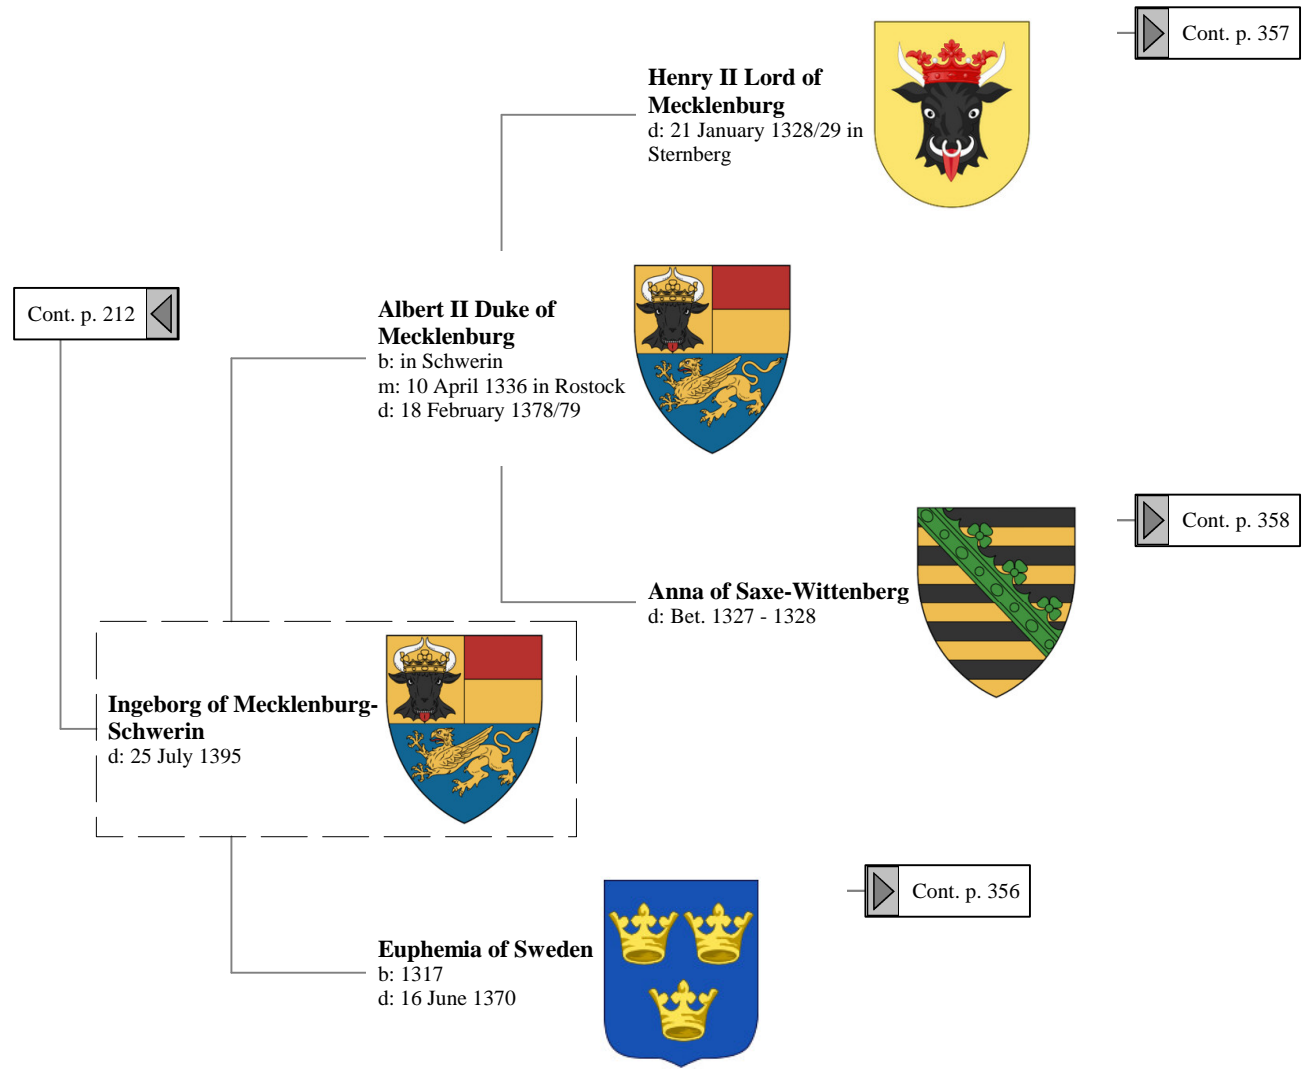 Cont. p. 357
Henry II Lord of
Mecklenburg
d: 21 January 1328/29 in
Sternberg
Cont. p. 212
Albert II Duke of
Mecklenburg
b: in Schwerin
m: 10 April 1336 in Rostock
d: 18 February 1378/79
Cont. p. 358
Anna of Saxe-Wittenberg
d: Bet. 1327 - 1328
Ingeborg of Mecklenburg-
Schwerin
d: 25 July 1395
Cont. p. 356
Euphemia of Sweden
b: 1317
d: 16 June 1370